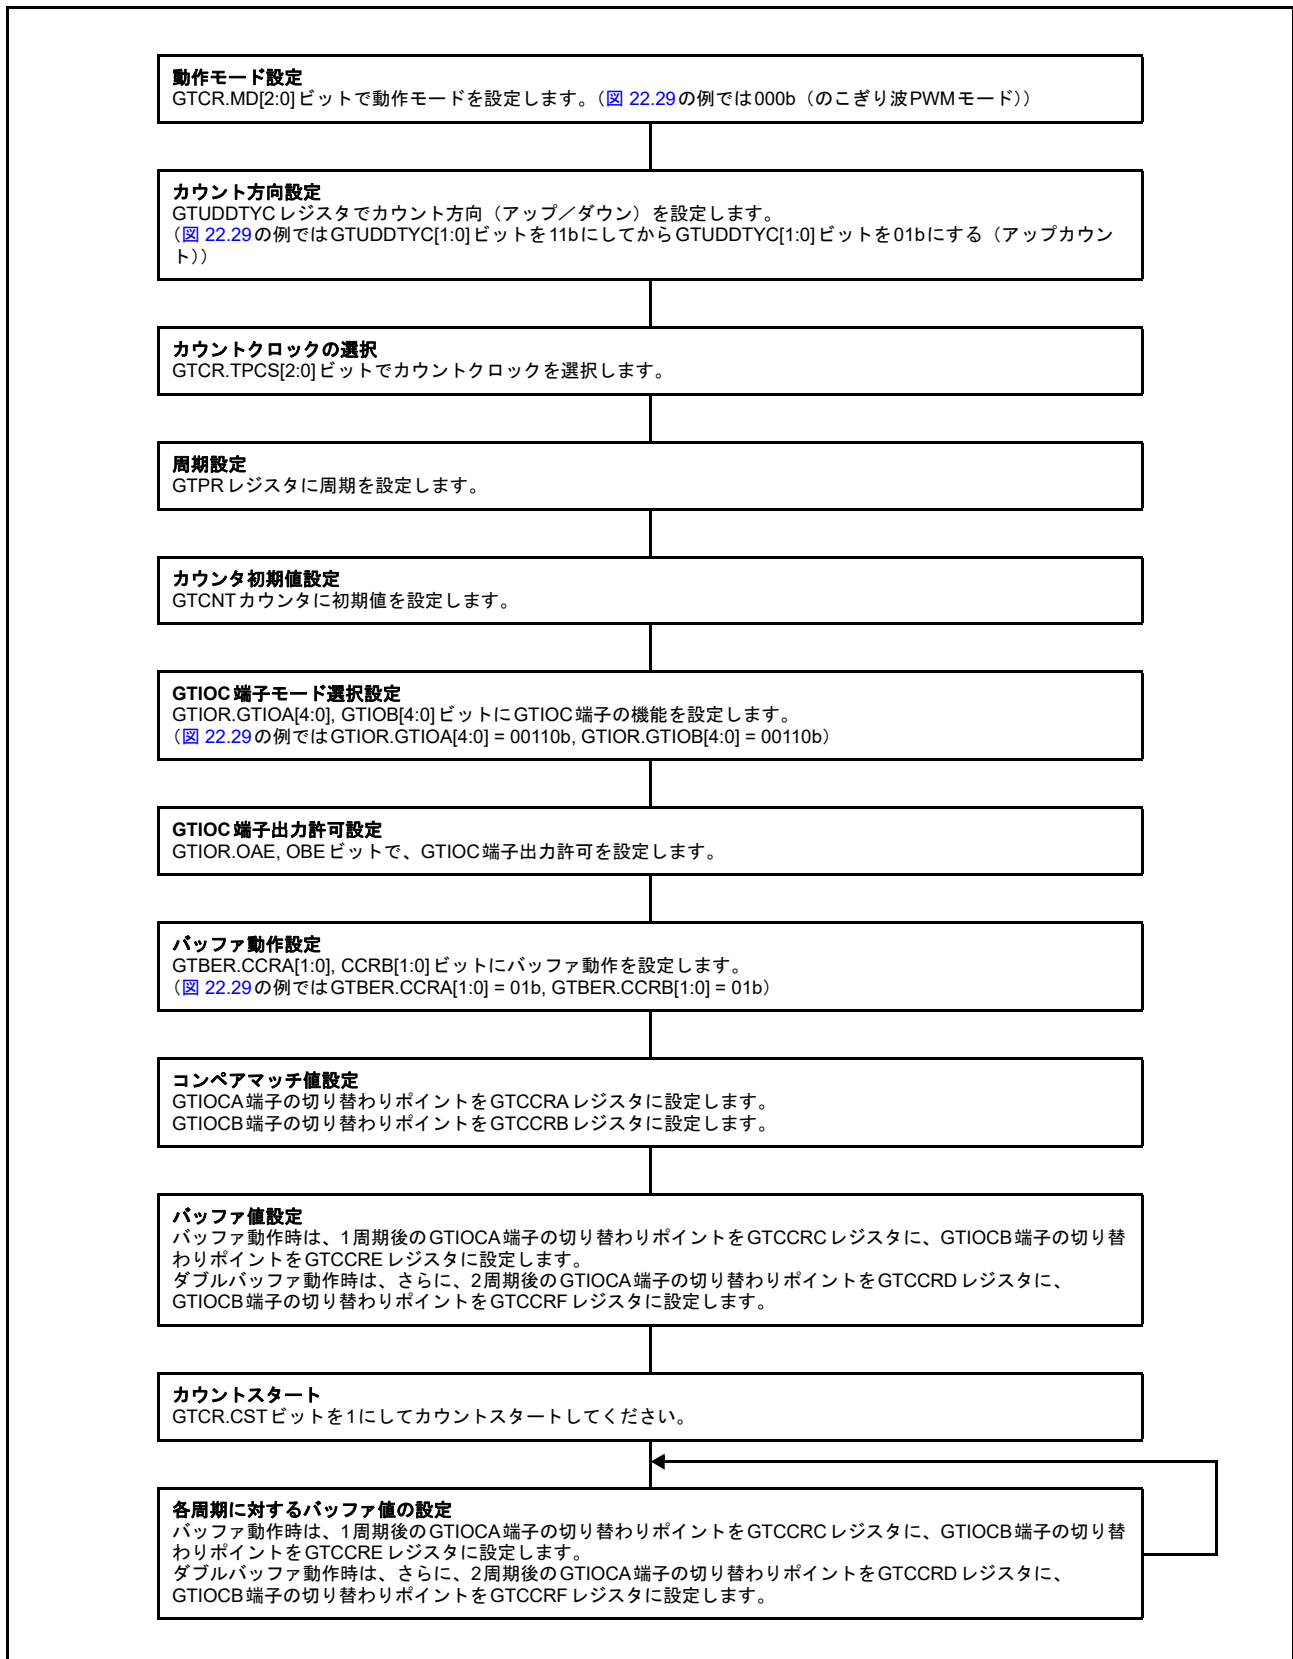 動作モード設定
GTCR.MD[2:0]ビットで動作モードを設定します。(図 22.29の例では000b（のこぎり波PWMモード））
カウント方向設定
GTUDDTYCレジスタでカウント方向（アップ／ダウン）を設定します。
（図 22.29の例ではGTUDDTYC[1:0]ビットを11bにしてからGTUDDTYC[1:0]ビットを01bにする（アップカウン
ト））
カウントクロックの選択
GTCR.TPCS[2:0]ビットでカウントクロックを選択します。
周期設定
GTPRレジスタに周期を設定します。
カウンタ初期値設定
GTCNTカウンタに初期値を設定します。
GTIOC端子モード選択設定
GTIOR.GTIOA[4:0], GTIOB[4:0]ビットにGTIOC端子の機能を設定します。
（図 22.29の例ではGTIOR.GTIOA[4:0] = 00110b, GTIOR.GTIOB[4:0] = 00110b）
GTIOC端子出力許可設定
GTIOR.OAE, OBEビットで、GTIOC端子出力許可を設定します。
バッファ動作設定
GTBER.CCRA[1:0], CCRB[1:0]ビットにバッファ動作を設定します。
（図 22.29の例ではGTBER.CCRA[1:0] = 01b, GTBER.CCRB[1:0] = 01b）
コンペアマッチ値設定
GTIOCA端子の切り替わりポイントをGTCCRAレジスタに設定します。
GTIOCB端子の切り替わりポイントをGTCCRBレジスタに設定します。
バッファ値設定
バッファ動作時は、1周期後のGTIOCA端子の切り替わりポイントをGTCCRCレジスタに、GTIOCB端子の切り替
わりポイントをGTCCREレジスタに設定します。
ダブルバッファ動作時は、さらに、2周期後のGTIOCA端子の切り替わりポイントをGTCCRDレジスタに、
GTIOCB端子の切り替わりポイントをGTCCRFレジスタに設定します。
カウントスタート
GTCR.CSTビットを1にしてカウントスタートしてください。
各周期に対するバッファ値の設定
バッファ動作時は、1周期後のGTIOCA端子の切り替わりポイントをGTCCRCレジスタに、GTIOCB端子の切り替
わりポイントをGTCCREレジスタに設定します。
ダブルバッファ動作時は、さらに、2周期後のGTIOCA端子の切り替わりポイントをGTCCRDレジスタに、
GTIOCB端子の切り替わりポイントをGTCCRFレジスタに設定します。